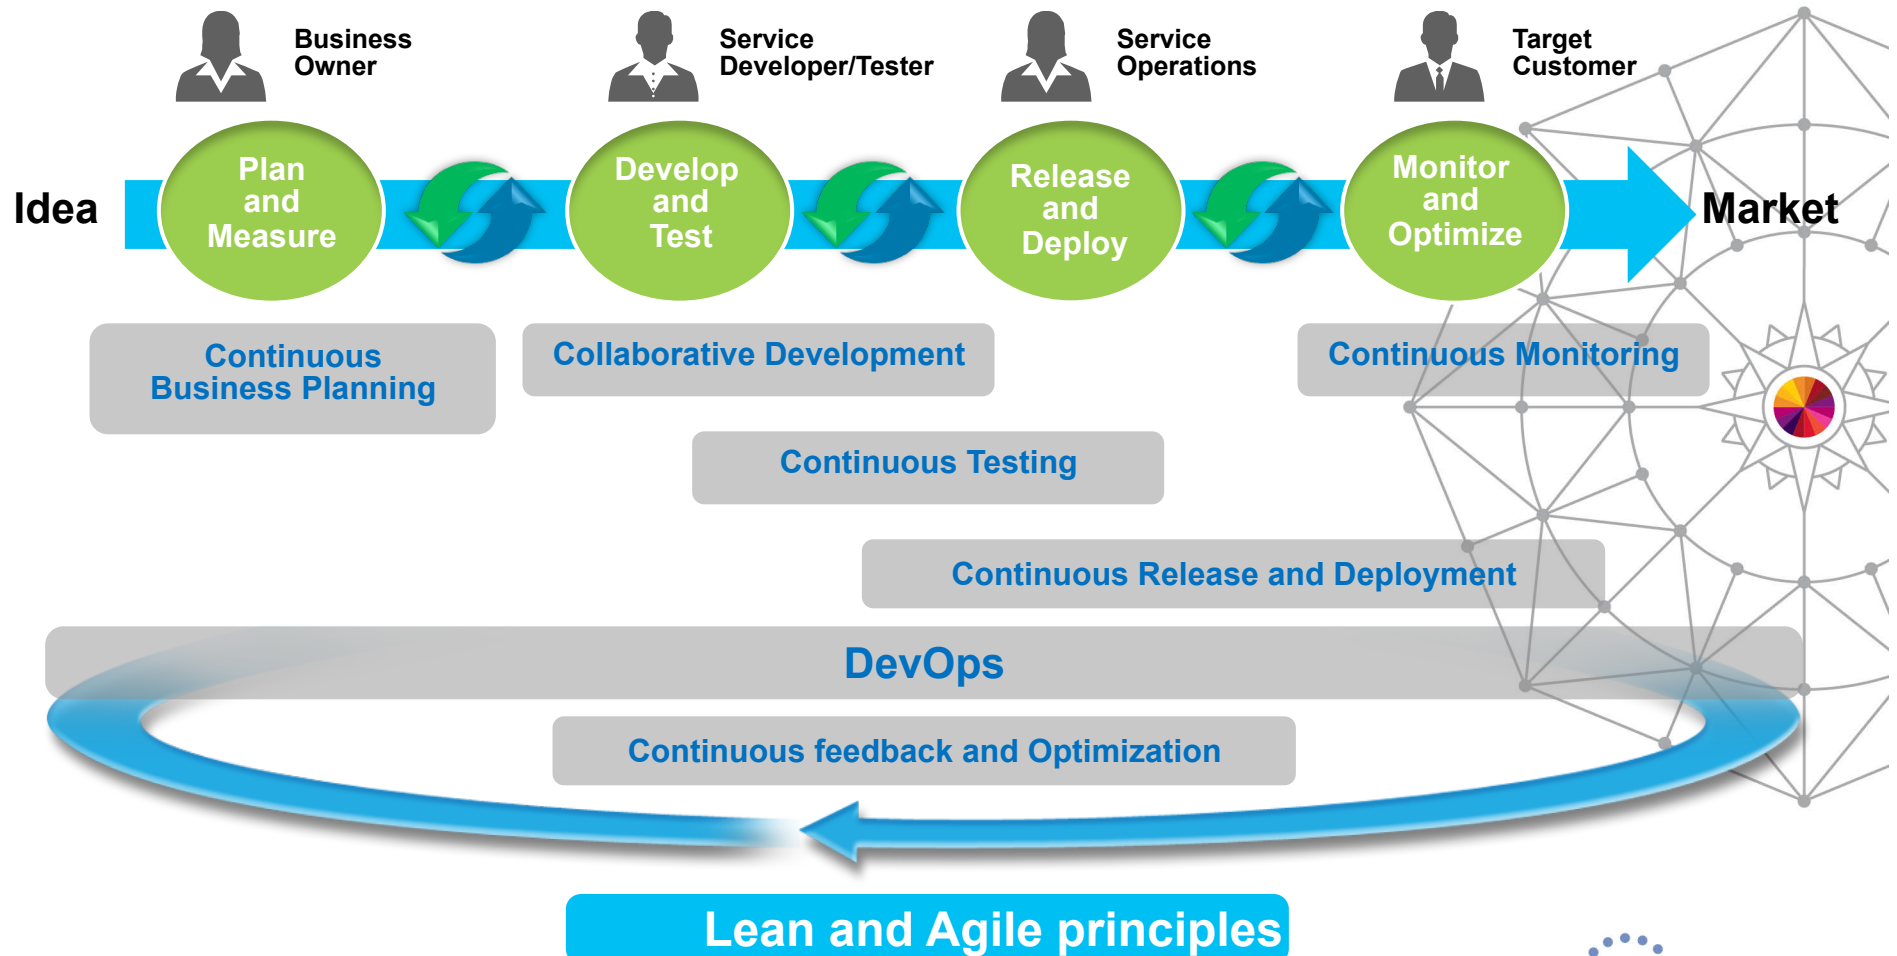 Business
Owner
Service
Developer/Tester
Service
Operations
Target
Customer
Idea
Plan
and
Measure
Develop
and
Test
Release
and
Deploy
Monitor
and
Optimize
Market
Continuous
Business Planning
Collaborative Development
Continuous Monitoring
Continuous Testing
Continuous Release and Deployment
DevOps
Continuous feedback and Optimization
Lean and Agile principles